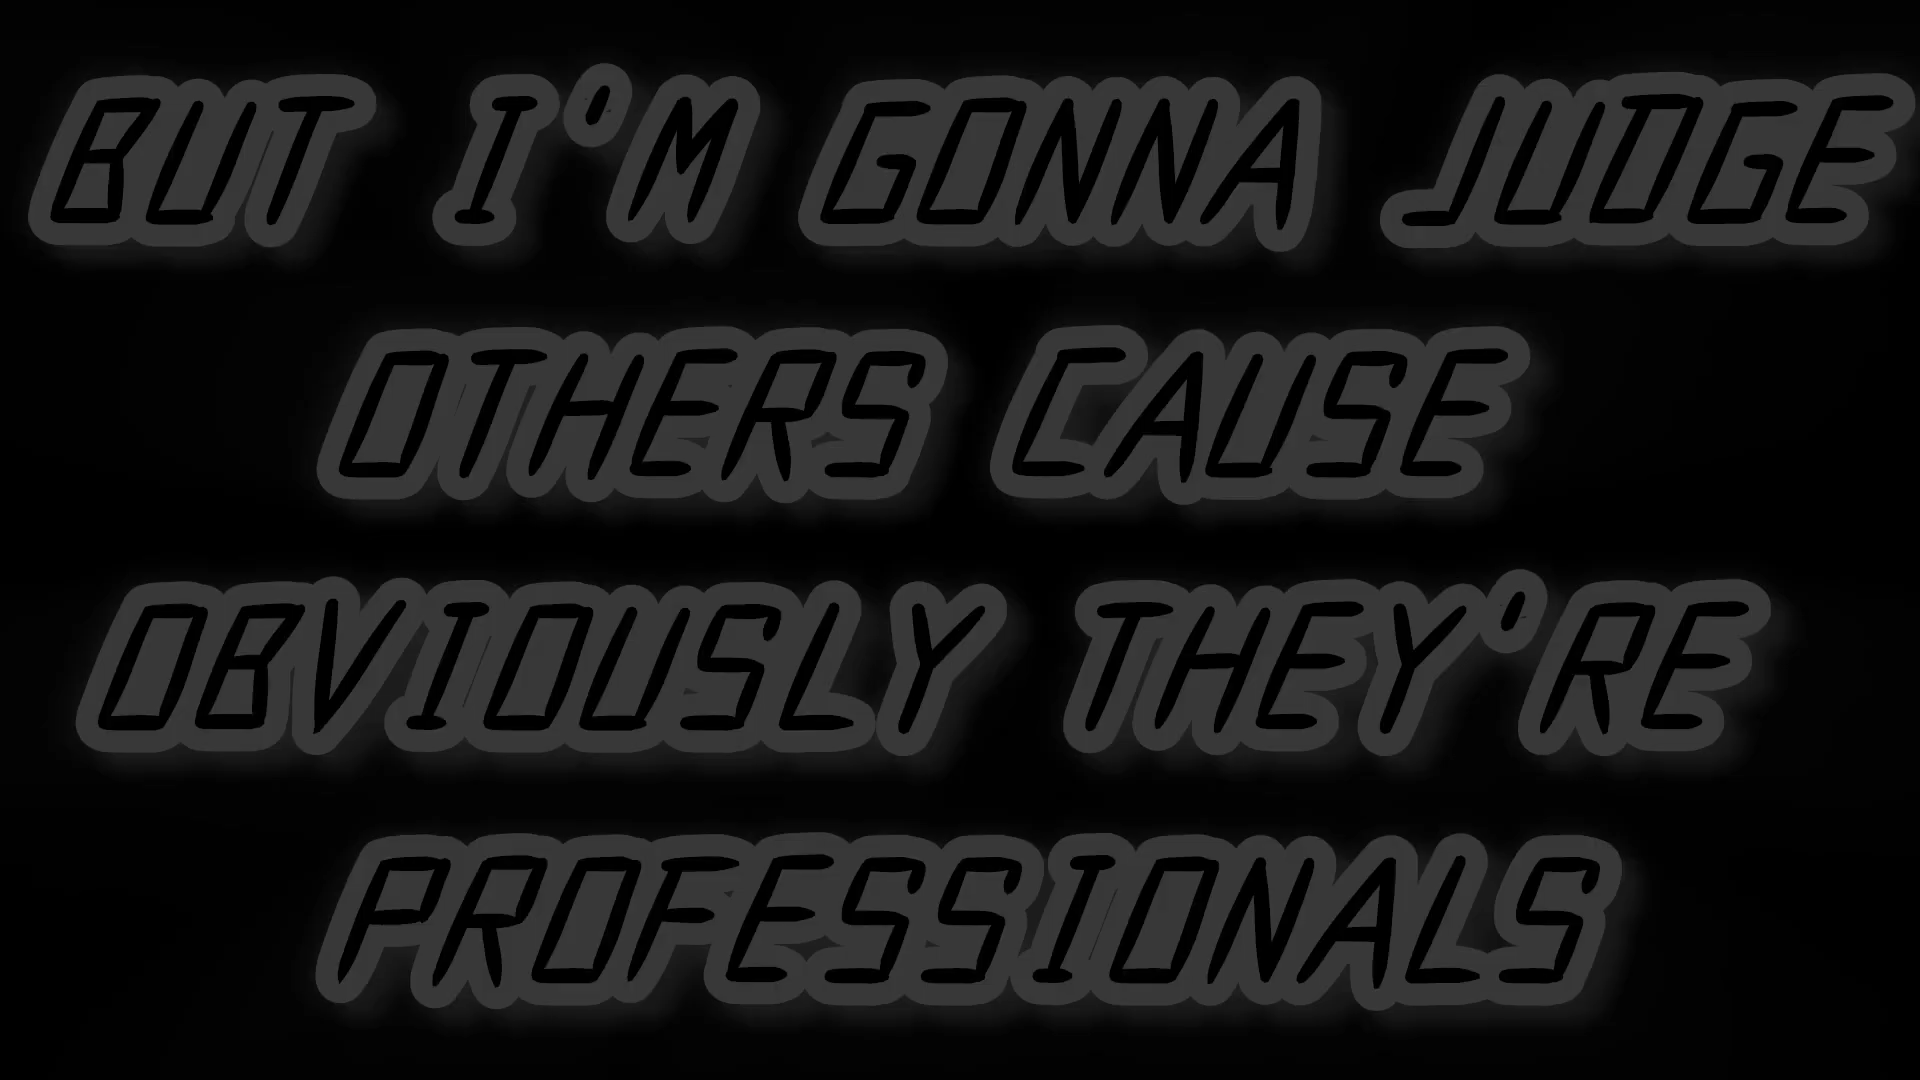 BUT I'M GONNA JUDGE
OTHERS CAUSE
OBVIOUSLY THEY'RE
PROFESSIONALS